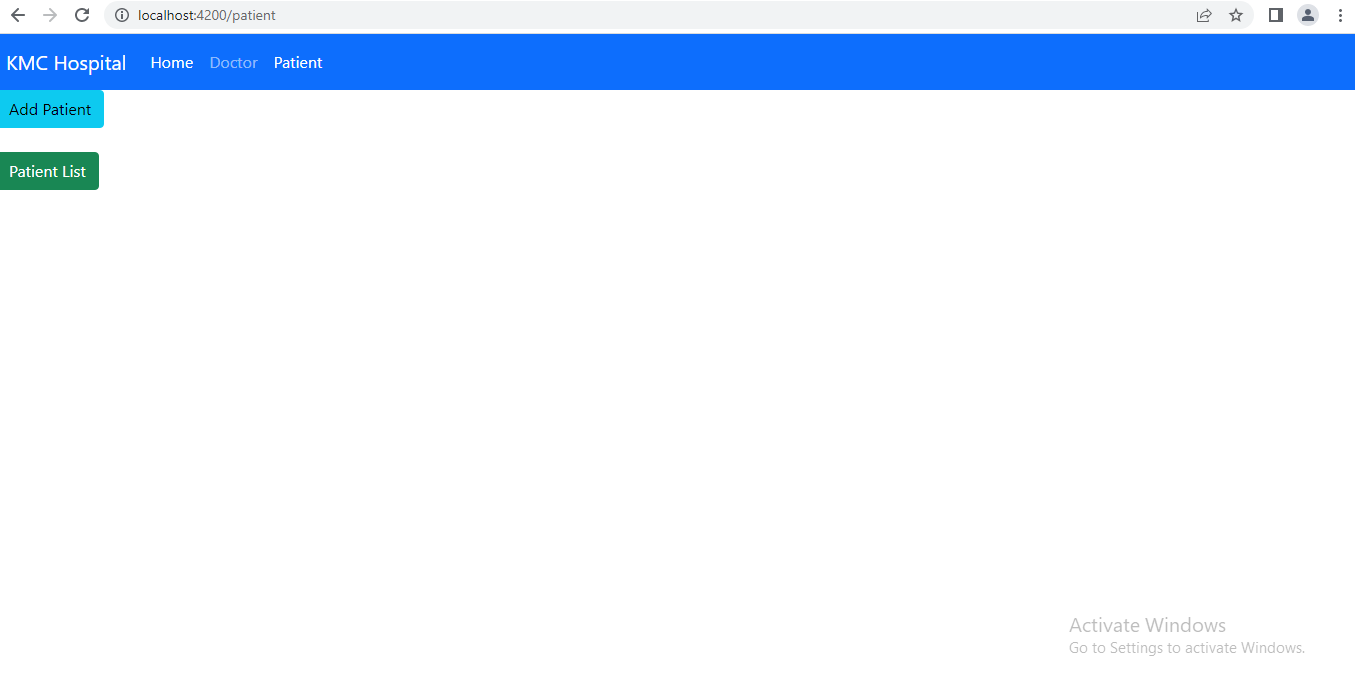 localhost:4200/patient
KMC Hospital Home Doctor Patient
Add Patient
Patient List
Activate Windows
Go to Settings to activate Windows.